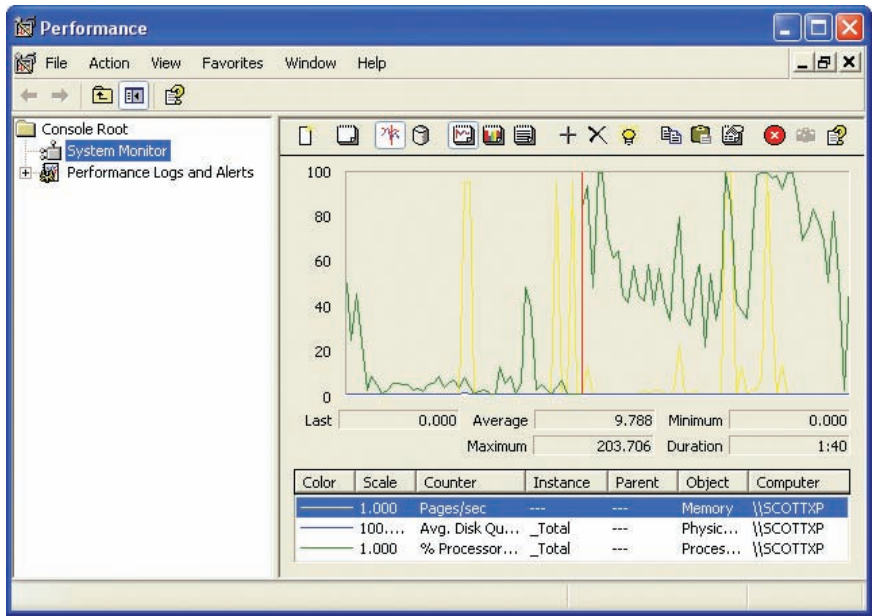 Performance
File Action View Favorites Window Help
Console Root
System Monitor
Performance Logs and Alerts
100
80
60
40
20
0
Last 0.000 Average 9.788 Minimum 0.000
Maximum 203.706 Duration 1:40
Color Scale Counter Instance Parent Object Computer
1.000 Pages/sec --- --- Memory \\SCOTTXP
100.... Avg. Disk Qu... _Total --- Physic... \\SCOTTXP
1.000 % Processor... _Total --- Proces... \\SCOTTXP